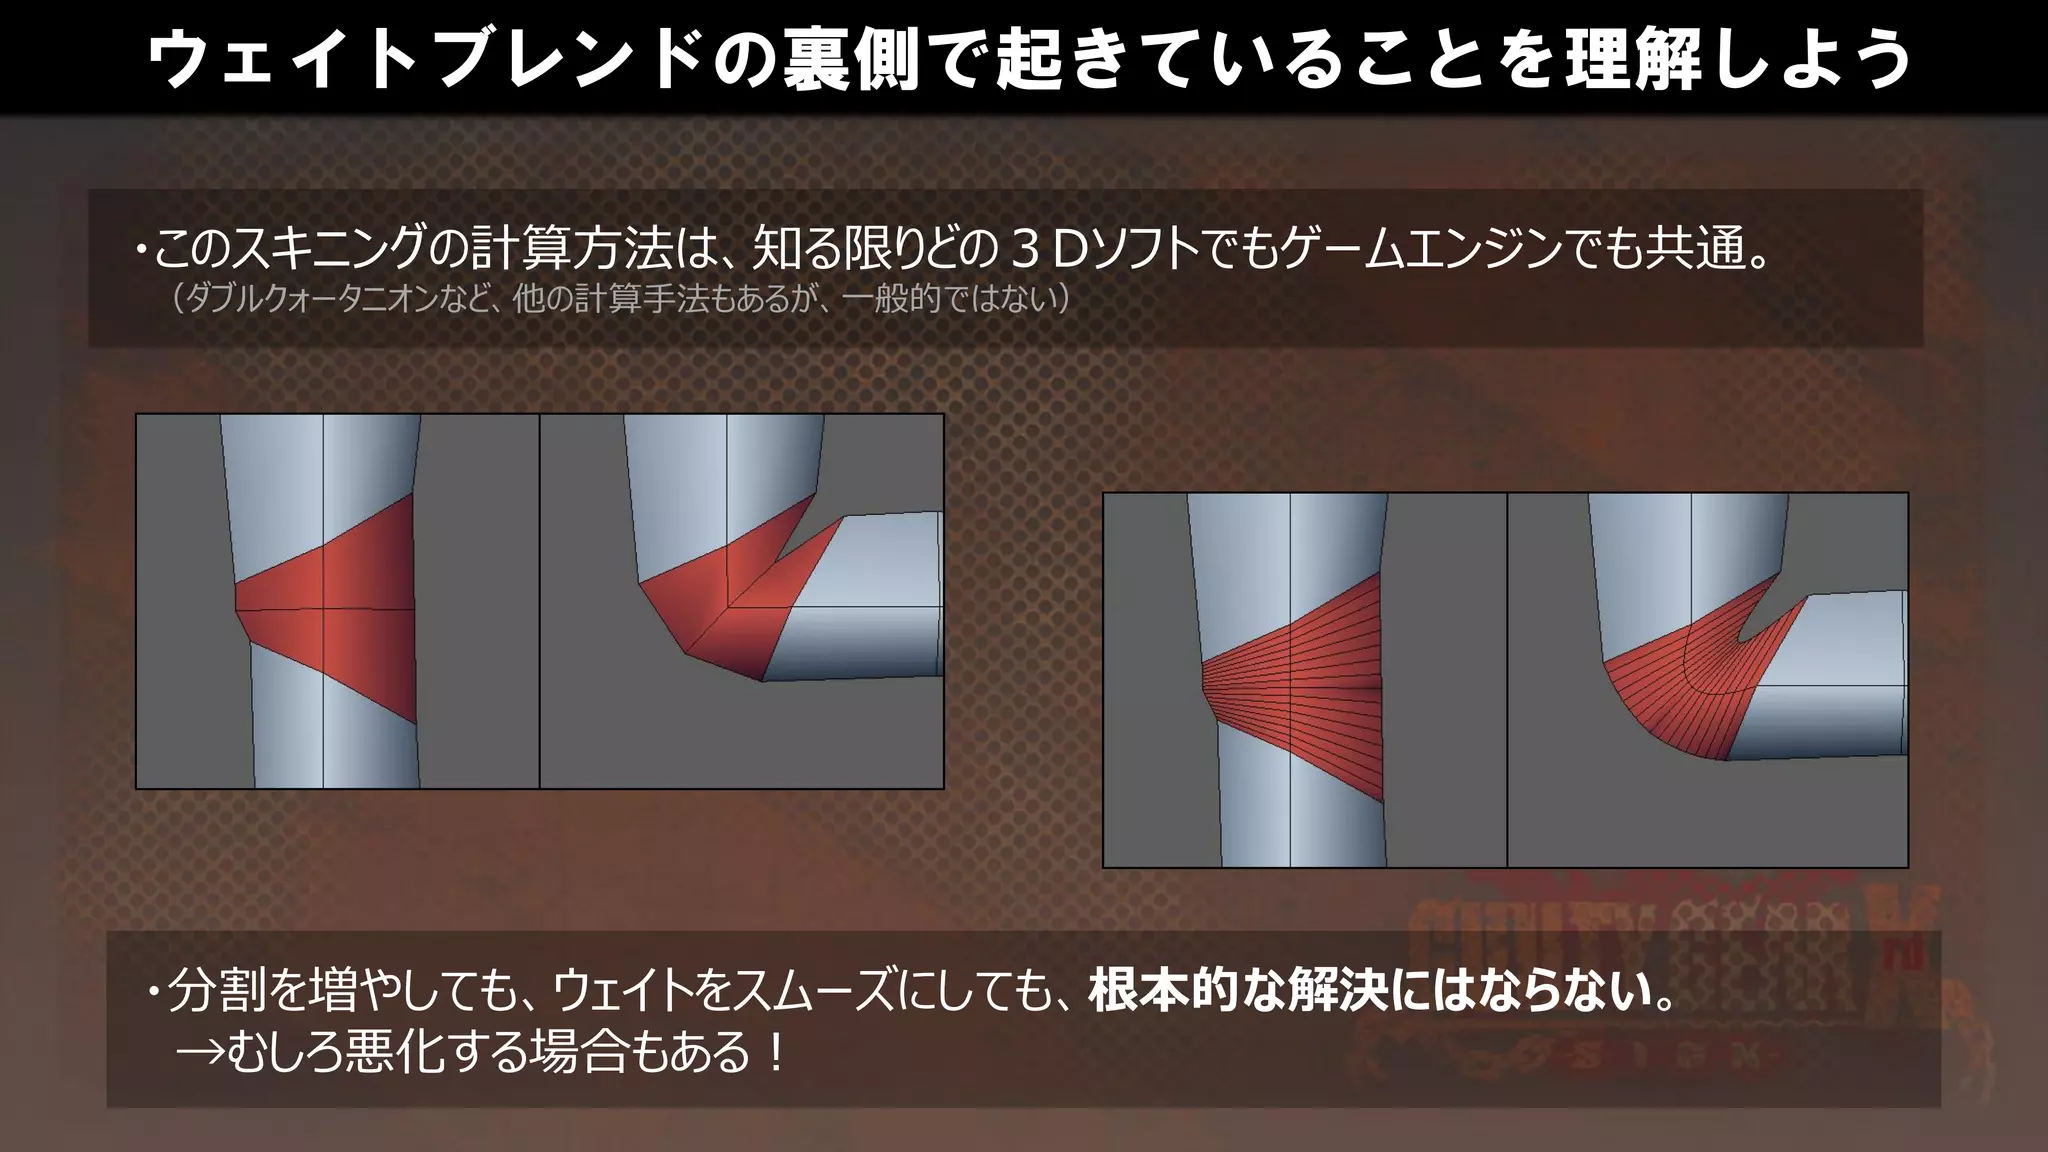 ウェイトブレンドの裏側で起きていることを理解しよう
・このスキニングの計算方法は、知る限りどの３Dソフトでもゲームエンジンでも共通。
（ダブルクォータニオンなど、他の計算手法もあるが、一般的ではない）
・分割を増やしても、ウェイトをスムーズにしても、根本的な解決にはならない。
→むしろ悪化する場合もある！
GUILTY GEAR Xrd
-SIGN-